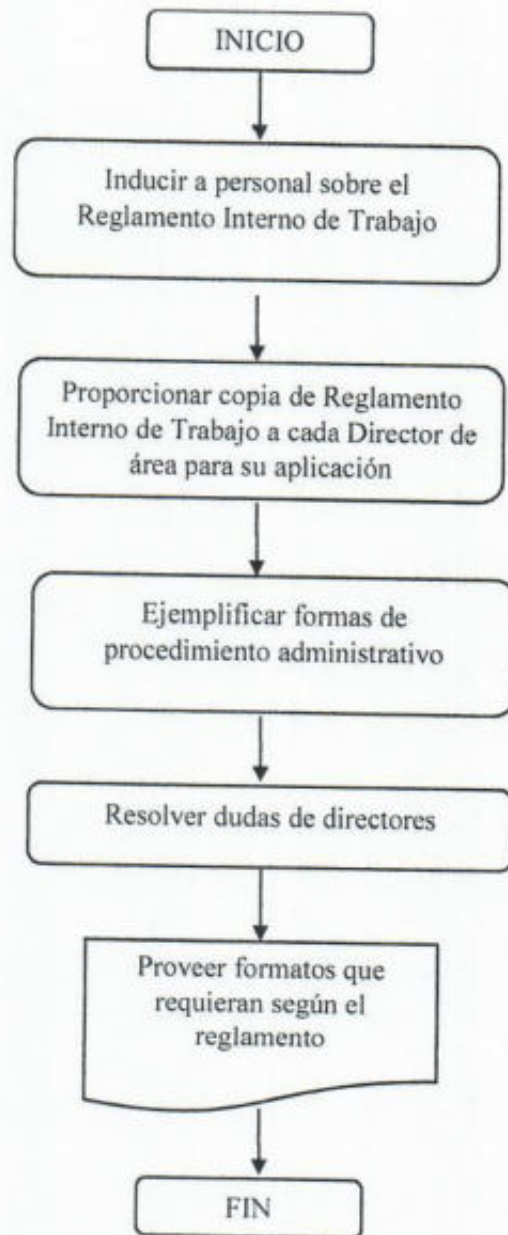 INICIO
Inducir a personal sobre el
Reglamento Interno de Trabajo
Proporcionar copia de Reglamento
Interno de Trabajo a cada Director de
área para su aplicación
Ejemplificar formas de
procedimiento administrativo
Resolver dudas de directores
Proveer formatos que
requieran según el
reglamento
FIN